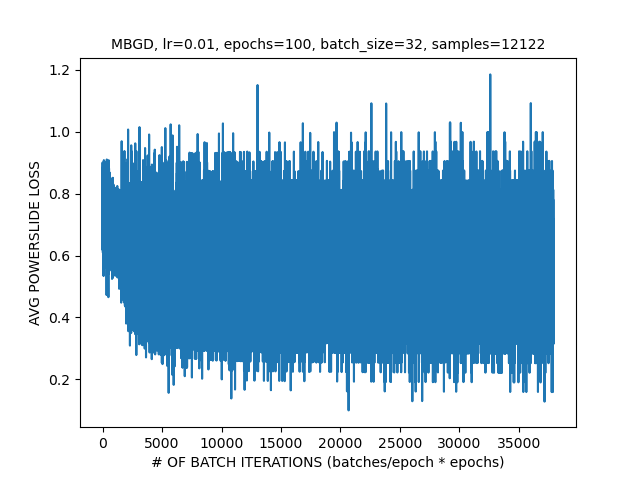 MBGD, lr=0.01, epochs=100, batch_size=32, samples=12122
1.2
1.0
0.8
0.6
0.4
0.2
AVG POWERSLIDE LOSS
0 5000 10000 15000 20000 25000 30000 35000
# OF BATCH ITERATIONS (batches/epoch * epochs)